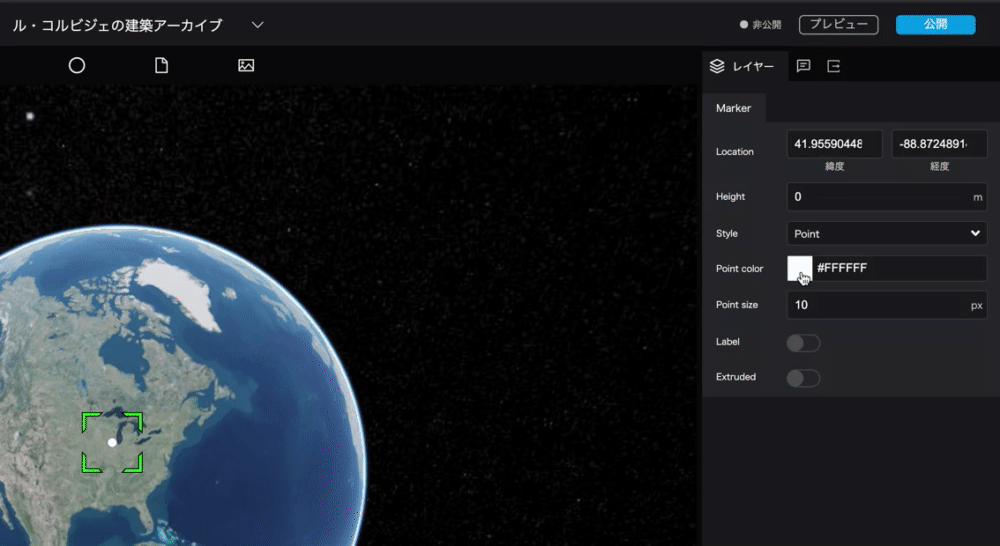 ル・コルビジェの建築アーカイブ
非公開
プレビュー
公開
レイヤー
Marker
Location
41.95590448
-88.8724891
緯度
経度
Height
0
m
Style
Point
Point color
#FFFFFF
Point size
10
px
Label
Extruded